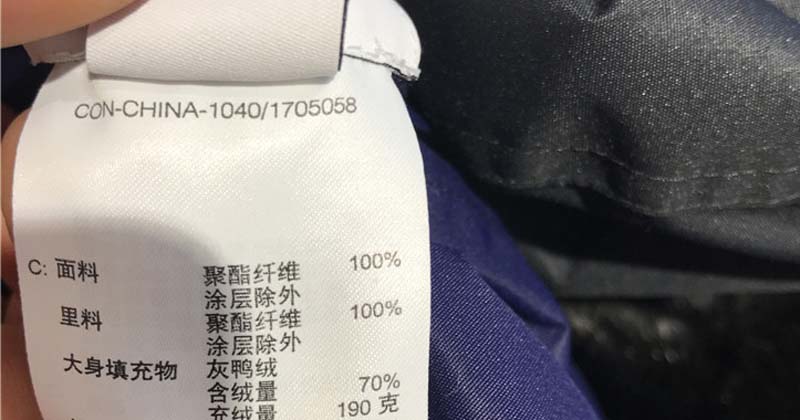 CON-CHINA-1040/1705058
C: 面料 聚酯纤维 100%
涂层除外
里料 聚酯纤维 100%
涂层除外
大身填充物 灰鸭绒
含绒量 70%
充绒量 190 克